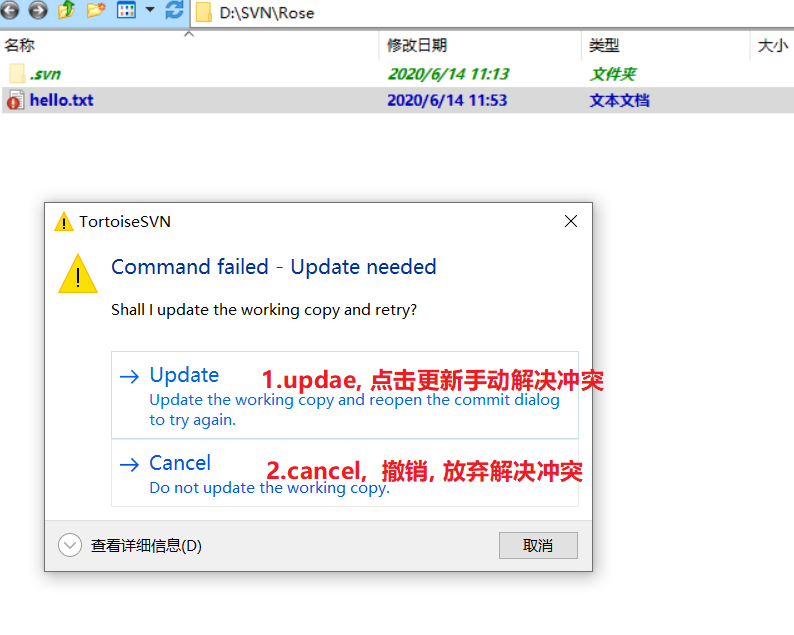 D:\SVN\Rose
名称 修改日期 类型 大小
.svn 2020/6/14 11:13 文件夹
hello.txt 2020/6/14 11:53 文本文档
TortoiseSVN
Command failed - Update needed
Shall I update the working copy and retry?
Update 1.updae, 点击更新手动解决冲突
Update the working copy and reopen the commit dialog
to try again.
Cancel 2.cancel, 撤销, 放弃解决冲突
Do not update the working copy.
查看详细信息(D) 取消